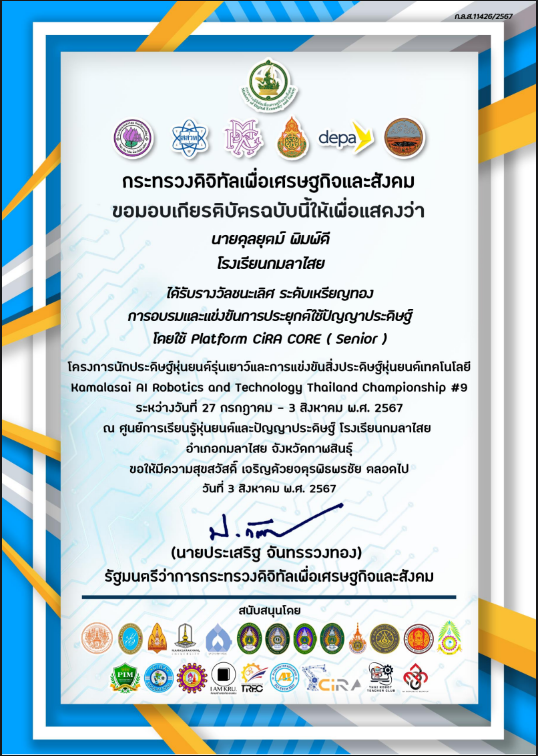 ก.ล.ส.11426/2567
depa
กระทรวงดิจิทัลเพื่อเศรษฐกิจและสังคม
ขอมอบเกียรติบัตรฉบับนี้ให้เพื่อแสดงว่า
นายดุลยุตม์ พิมพ์ดี
โรงเรียนกมลาไสย
ได้รับรางวัลชนะเลิศ ระดับเหรียญทอง
การอบรมและแข่งขันการประยุกต์ใช้ปัญญาประดิษฐ์
โดยใช้ Platform CiRA CORE ( Senior )
โครงการนักประดิษฐ์หุ่นยนต์รุ่นเยาว์และการแข่งขันสิ่งประดิษฐ์หุ่นยนต์เทคโนโลยี
Kamalasai AI Robotics and Technology Thailand Championship #9
ระหว่างวันที่ 27 กรกฎาคม - 3 สิงหาคม พ.ศ. 2567
ณ ศูนย์การเรียนรู้หุ่นยนต์และปัญญาประดิษฐ์ โรงเรียนกมลาไสย
อำเภอกมลาไสย จังหวัดกาฬสินธุ์
ขอให้มีความสุขสวัสดิ์ เจริญด้วยจตุรพิธพรชัย ตลอดไป
วันที่ 3 สิงหาคม พ.ศ. 2567
(นายประเสริฐ จันทรรวงทอง)
รัฐมนตรีว่าการกระทรวงดิจิทัลเพื่อเศรษฐกิจและสังคม
สนับสนุนโดย
PIM
I AM KRU.
TRFC
AI
CiRA